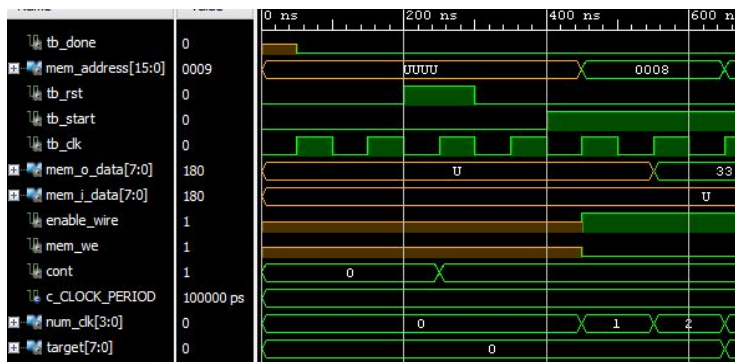 Value
0 ns 200 ns 400 ns 600 n
tb_done 0
mem_address[15:0] 0009 UUUU 0008
tb_rst 0
tb_start 0
tb_clk 0
mem_o_data[7:0] 180 U 33
mem_i_data[7:0] 180 U
enable_wire 1
mem_we 1
cont 1 0
c_CLOCK_PERIOD 100000 ps
num_clk[3:0] 0 0 1 2
target[7:0] 0 0